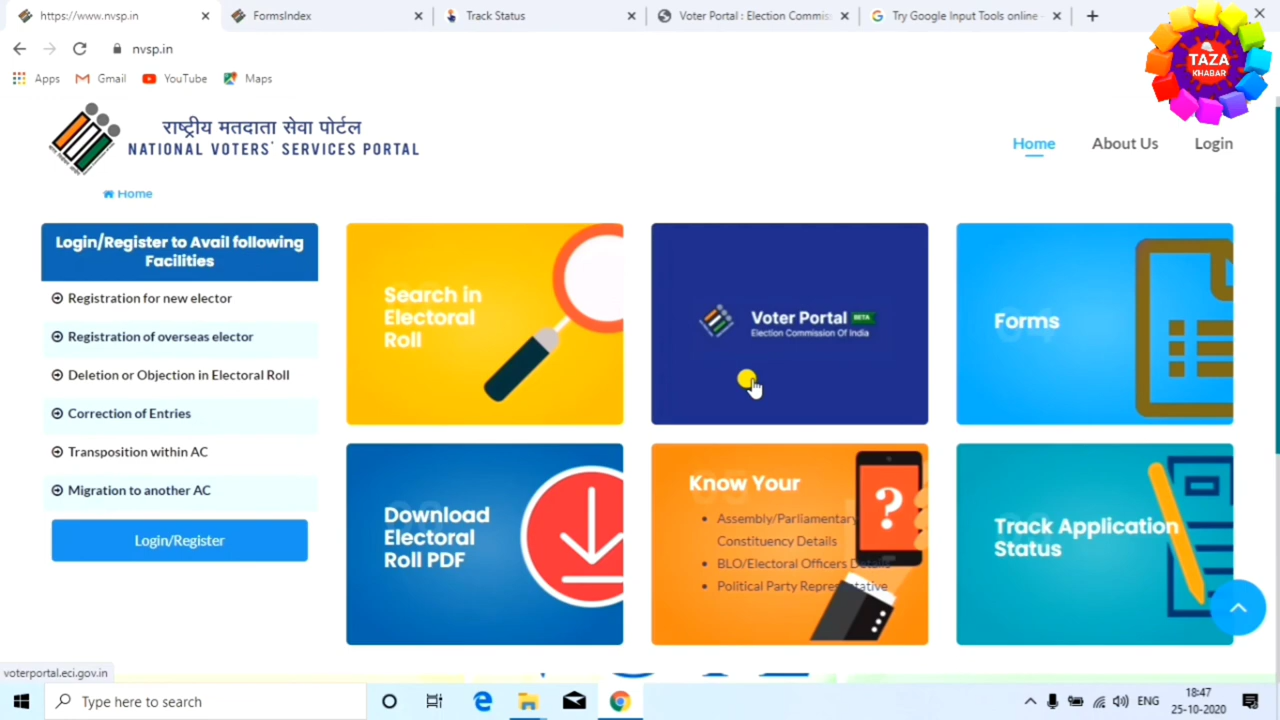 https://www.nvsp.in
FormsIndex
Track Status
Voter Portal : Election Commis
Try Google Input Tools online -
nvsp.in
Apps
Gmail
YouTube
Maps
TAZA
KHABAR
राष्ट्रीय मतदाता सेवा पोर्टल
NATIONAL VOTERS' SERVICES PORTAL
Home
About Us
Login
Home
Login/Register to Avail following
Facilities
Registration for new elector
Registration of overseas elector
Deletion or Objection in Electoral Roll
Correction of Entries
Transposition within AC
Migration to another AC
Login/Register
Search in
Electoral
Roll
Voter Portal BETA
Election Commission Of India
Forms
Download
Electoral
Roll PDF
Know Your
Assembly/Parliamentary
Constituency Details
BLO/Electoral Officers Details
Political Party Representative
?
Track Application
Status
voterportal.eci.gov.in
Type here to search
ENG
18:47
25-10-2020